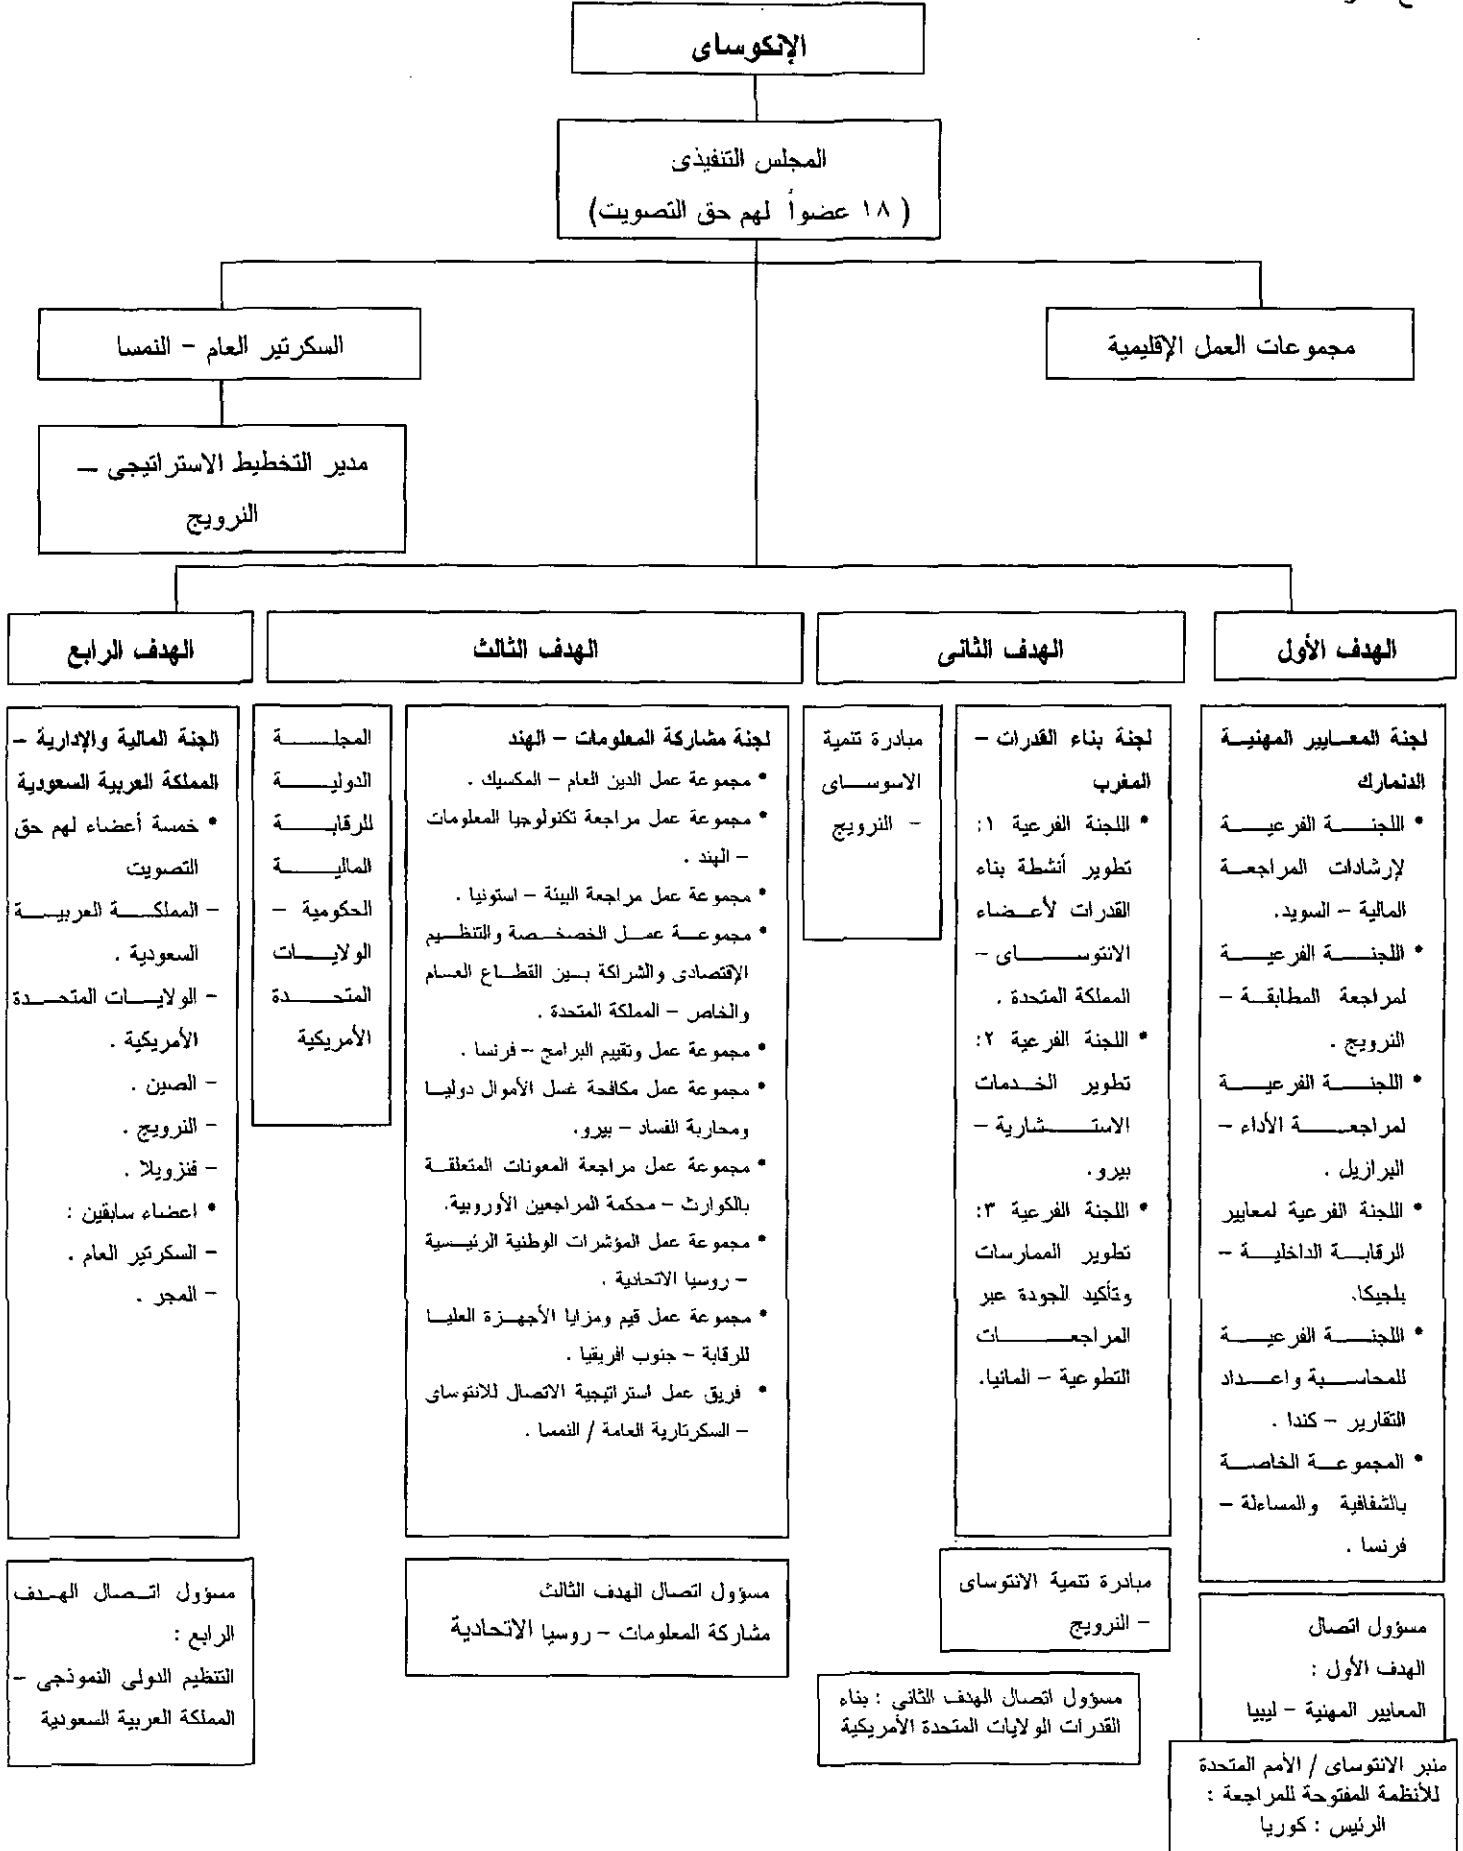 الإنكوساى
المجلس التنفيذى
( ١٨ عضواً لهم حق التصويت)
مجموعات العمل الإقليمية
السكرتير العام – النمسا
مدير التخطيط الاستراتيجى –
النرويج
الهدف الأول
الهدف الثانى
الهدف الثالث
الهدف الرابع
لجنة المعايير المهنية
الدنمارك
• اللجنة الفرعية
لإرشادات المراجعة
المالية – السويد.
• اللجنة الفرعية
لمراجعة المطابقة –
النرويج .
• اللجنة الفرعية
لمراجعة الأداء –
البرازيل .
• اللجنة الفرعية لمعايير
الرقابة الداخلية –
بلجيكا.
• اللجنة الفرعية
للمحاسبة واعداد
التقارير – كندا .
• المجموعة الخاصة
بالشفافية والمساءلة –
فرنسا .
مسؤول اتصال
الهدف الأول :
المعايير المهنية – ليبيا
منبر الانتوساى / الأمم المتحدة
للأنظمة المفتوحة للمراجعة :
الرئيس : كوريا
لجنة بناء القدرات –
المغرب
• اللجنة الفرعية ١:
تطوير أنشطة بناء
القدرات لأعضاء
الانتوساى –
المملكة المتحدة .
• اللجنة الفرعية ٢:
تطوير الخدمات
الاستشارية –
بيرو.
• اللجنة الفرعية ٣:
تطوير الممارسات
وتأكيد الجودة عبر
المراجعات
التطوعية – المانيا.
مبادرة تنمية
الاسوساى
– النرويج
مبادرة تنمية الانتوساى
– النرويج
مسؤول اتصال الهدف الثانى : بناء
القدرات الولايات المتحدة الأمريكية
لجنة مشاركة المعلومات – الهند
• مجموعة عمل الدين العام – المكسيك .
• مجموعة عمل مراجعة تكنولوجيا المعلومات
– الهند .
• مجموعة عمل مراجعة البيئة – استونيا .
• مجموعة عمل الخصخصة والتنظيم
الإقتصادى والشراكة بين القطاع العام
والخاص – المملكة المتحدة .
• مجموعة عمل وتقييم البرامج – فرنسا .
• مجموعة عمل مكافحة غسل الأموال دوليا
ومحاربة الفساد – بيرو.
• مجموعة عمل مراجعة المعونات المتعلقة
بالكوارث – محكمة المراجعين الأوروبية.
• مجموعة عمل المؤشرات الوطنية الرئيسية
– روسيا الاتحادية .
• مجموعة عمل قيم ومزايا الأجهزة العليا
للرقابة – جنوب افريقيا .
• فريق عمل استراتيجية الاتصال للانتوساى
– السكرتارية العامة / النمسا .
مسؤول اتصال الهدف الثالث
مشاركة المعلومات – روسيا الاتحادية
المجلة
الدولية
للرقابة
المالية
الحكومية –
الولايات
المتحدة
الأمريكية
الجنة المالية والإدارية –
المملكة العربية السعودية
• خمسة أعضاء لهم حق
التصويت
– المملكة العربية
السعودية .
– الولايات المتحدة
الأمريكية .
– الصين .
– النرويج .
– فنزويلا .
• اعضاء سابقين :
– السكرتير العام .
– المجر .
مسؤول اتصال الهدف
الرابع :
التنظيم الدولى النموذجى –
المملكة العربية السعودية